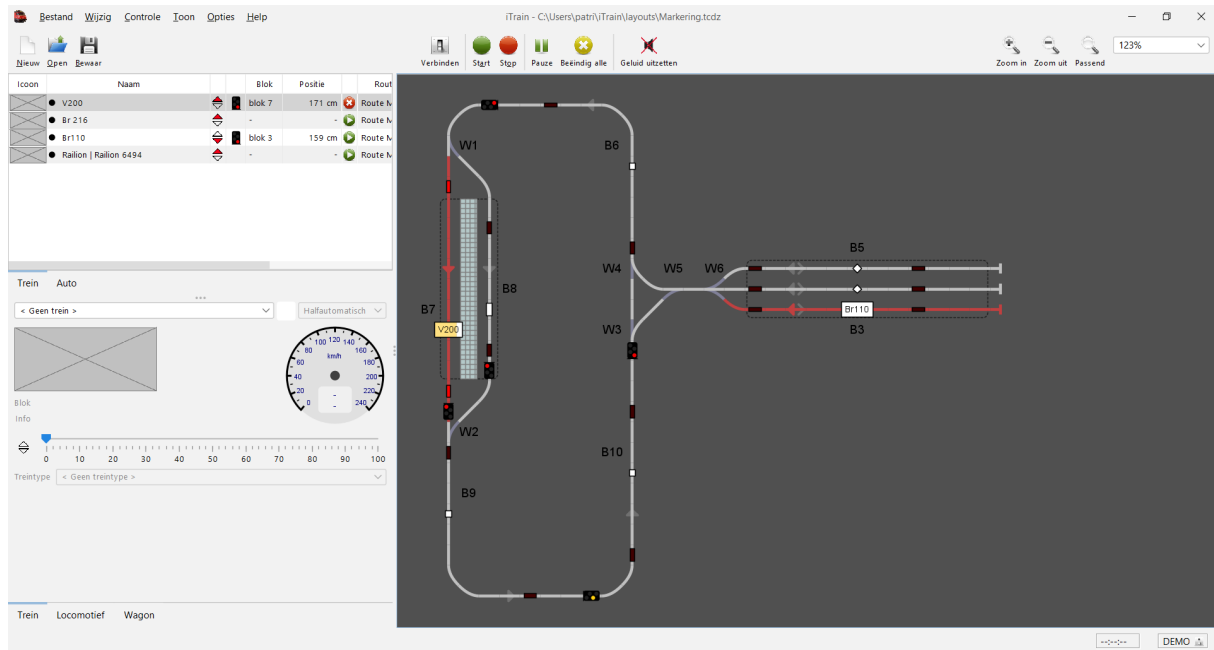 iTrain - C:\Users\patri\iTrain\layouts\Markering.tcdz
Bestand Wijzig Controle Toon Opties Help
Nieuw Open Bewaar Verbinden Start Stop Pauze Beëindig alle Geluid uitzetten Zoom in Zoom uit Passend 123%
Icoon Naam Blok Positie Rout
V200 blok 7 171 cm Route M
Br 216 - - Route M
Br110 blok 3 159 cm Route M
Railion | Railion 6494 - - Route M
Trein Auto
< Geen trein > Halfautomatisch
0 20 40 60 80 100 120 140 160 180 200 220 240
km/h
-
-
Blok
Info
0 10 20 30 40 50 60 70 80 90 100
Treintype < Geen treintype >
Trein Locomotief Wagon
W1 B6
B5
W4 W5 W6
B8
B7 Br110
V200 W3 B3
W2
B10
B9
--:--:-- DEMO